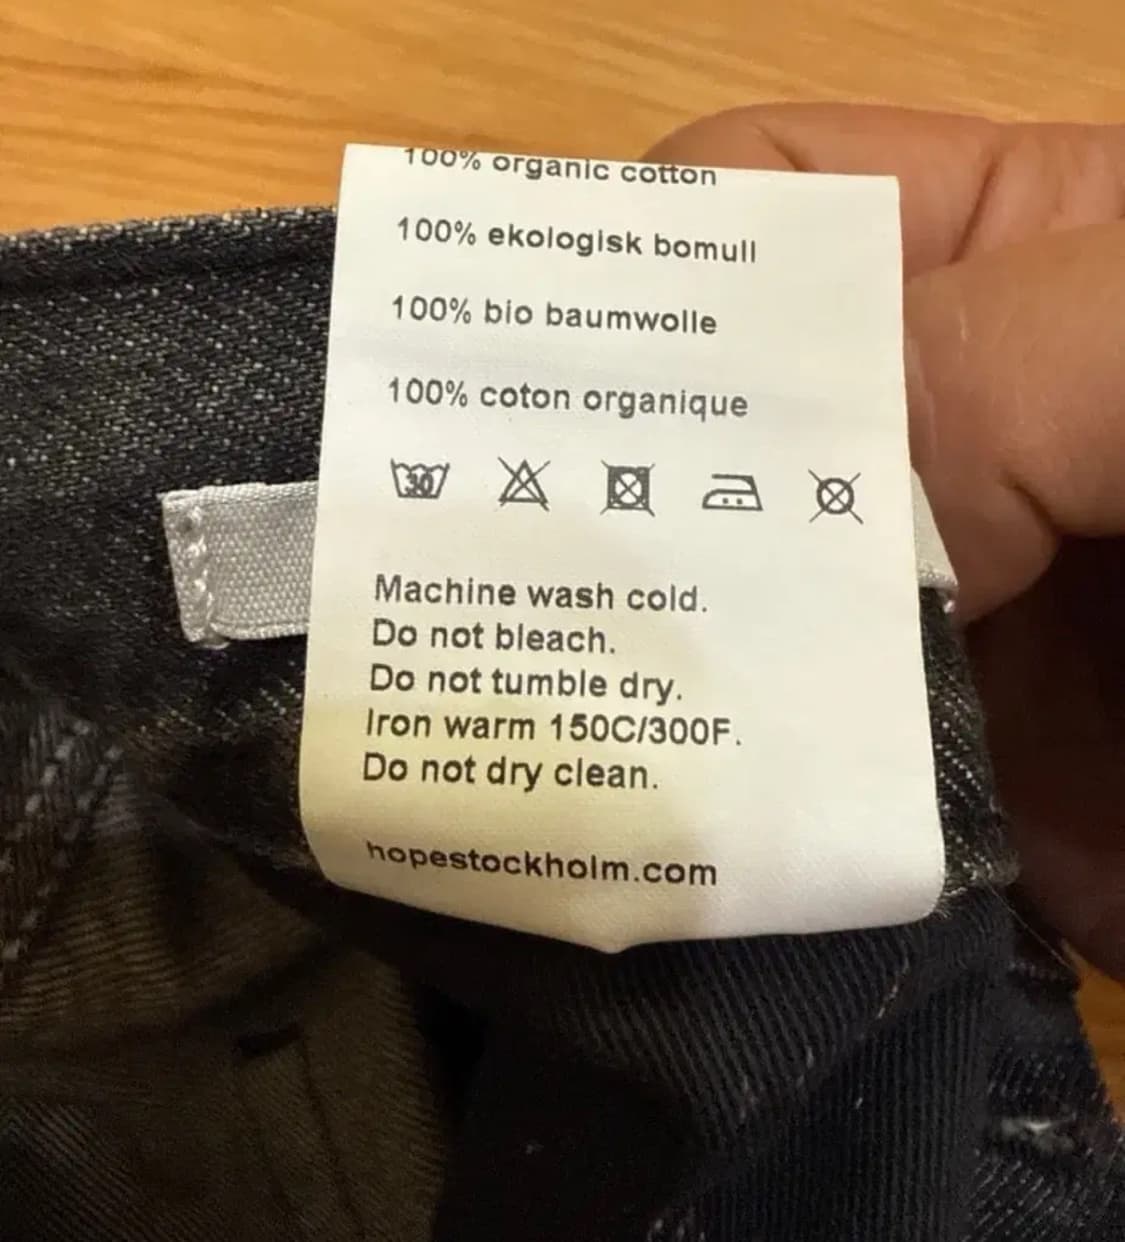 100% organic cotton
100% ekologisk bomull
100% bio baumwolle
100% coton organique
30
Machine wash cold.
Do not bleach.
Do not tumble dry.
Iron warm 150C/300F.
Do not dry clean.
hopestockholm.com